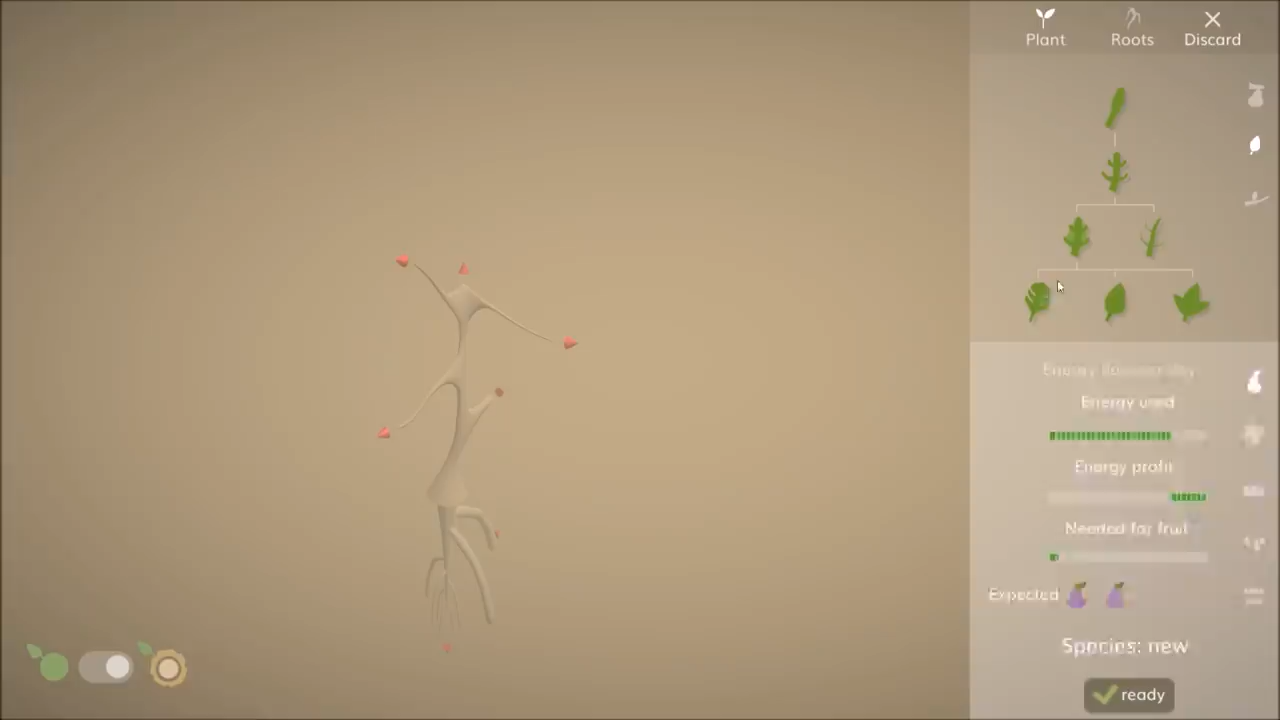 Plant
Roots
Discard
Energy used
Energy profit
Needed for fruit
Expected
Species: new
ready